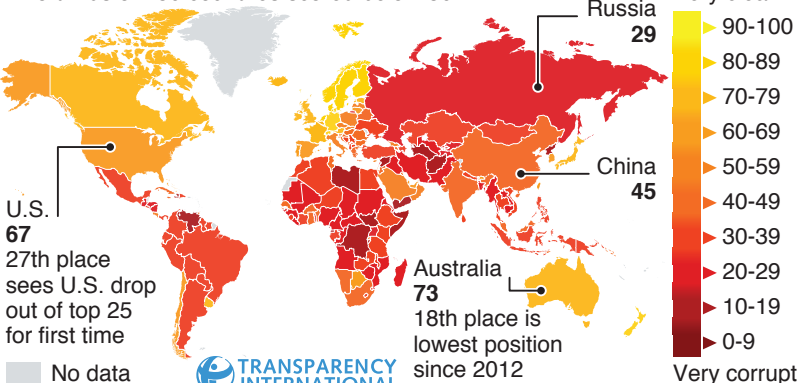 Russia
29
90-100
80-89
70-79
60-69
50-59
40-49
30-39
20-29
10-19
0-9
Very corrupt
China
45
U.S.
67
27th place
sees U.S. drop
out of top 25
for first time
Australia
73
18th place is
lowest position
since 2012
No data
TRANSPARENCY
INTERNATIONAL